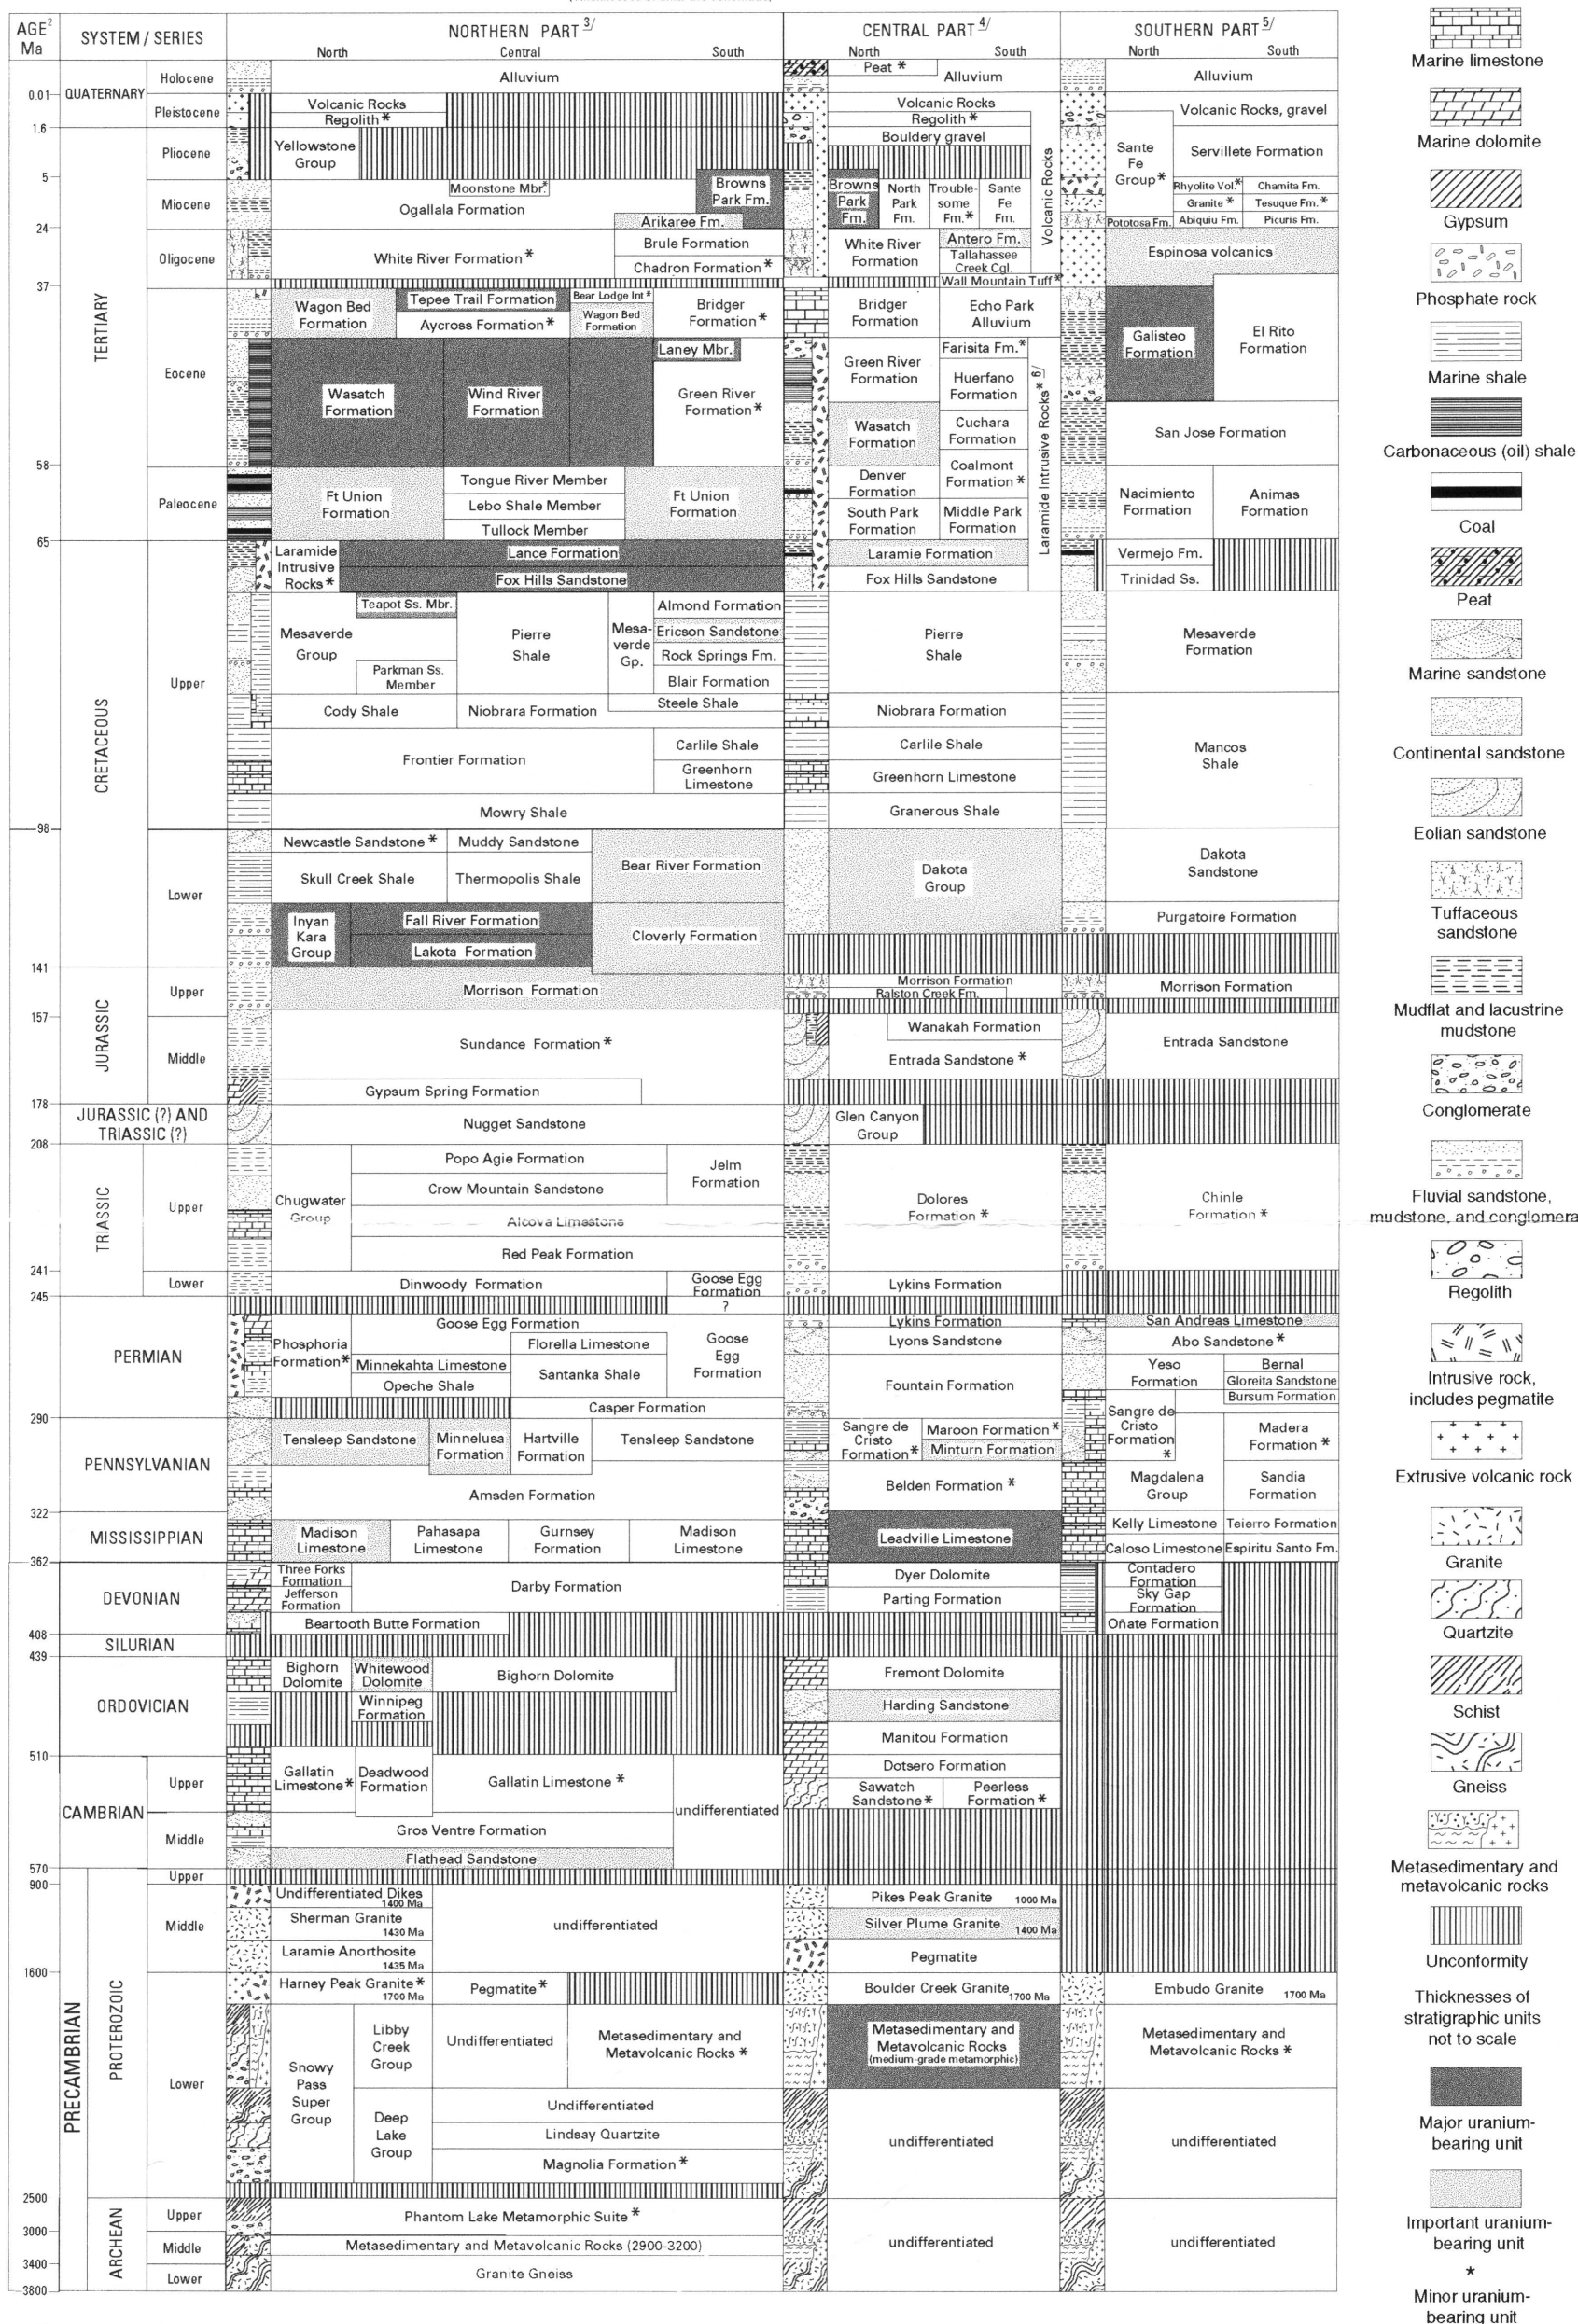 AGE2 Ma
SYSTEM / SERIES
NORTHERN PART 3/
North Central South
CENTRAL PART 4/
North South
SOUTHERN PART 5/
North South
QUATERNARY
Holocene
Alluvium
Peat *
Alluvium
Alluvium
0.01
Pleistocene
Volcanic Rocks
Regolith *
Volcanic Rocks
Regolith *
Bouldery gravel
Volcanic Rocks, gravel
1.6
TERTIARY
Pliocene
Yellowstone Group
Volcanic Rocks
Sante Fe Group *
Servillete Formation
5
Miocene
Moonstone Mbr.*
Ogallala Formation
Browns Park Fm.
Arikaree Fm.
Browns Park Fm.
North Park Fm.
Trouble- some Fm. *
Sante Fe Fm.
Rhyolite Vol.*
Chamita Fm.
Granite *
Tesuque Fm. *
Pototosa Fm.
Abiquiu Fm.
Picuris Fm.
24
Oligocene
White River Formation *
Brule Formation
Chadron Formation *
White River Formation
Antero Fm.
Tallahassee Creek Cgl.
Wall Mountain Tuff *
Espinosa volcanics
37
Eocene
Wagon Bed Formation
Tepee Trail Formation
Aycross Formation *
Bear Lodge Int *
Wagon Bed Formation
Bridger Formation *
Bridger Formation
Echo Park Alluvium
Galisteo Formation
El Rito Formation
Wasatch Formation
Wind River Formation
Laney Mbr.
Green River Formation *
Green River Formation
Farisita Fm. *
Huerfano Formation
Laramide Intrusive Rocks * 6/
Wasatch Formation
Cuchara Formation
San Jose Formation
58
Paleocene
Ft Union Formation
Tongue River Member
Lebo Shale Member
Tullock Member
Ft Union Formation
Denver Formation
Coalmont Formation *
South Park Formation
Middle Park Formation
Nacimiento Formation
Animas Formation
65
CRETACEOUS
Upper
Laramide Intrusive Rocks *
Lance Formation
Fox Hills Sandstone
Laramie Formation
Fox Hills Sandstone
Vermejo Fm.
Trinidad Ss.
Mesaverde Group
Teapot Ss. Mbr.
Parkman Ss. Member
Pierre Shale
Mesa- verde Gp.
Almond Formation
Ericson Sandstone
Rock Springs Fm.
Blair Formation
Pierre Shale
Mesaverde Formation
Cody Shale
Niobrara Formation
Steele Shale
Niobrara Formation
Mancos Shale
Frontier Formation
Carlile Shale
Greenhorn Limestone
Carlile Shale
Greenhorn Limestone
Mowry Shale
Granerous Shale
98
Lower
Newcastle Sandstone *
Muddy Sandstone
Bear River Formation
Skull Creek Shale
Thermopolis Shale
Dakota Group
Dakota Sandstone
Inyan Kara Group
Fall River Formation
Lakota Formation
Cloverly Formation
Purgatoire Formation
141
JURASSIC
Upper
Morrison Formation
Morrison Formation
Ralston Creek Fm.
Morrison Formation
157
Middle
Sundance Formation *
Gypsum Spring Formation
Wanakah Formation
Entrada Sandstone *
Entrada Sandstone
178
JURASSIC (?) AND TRIASSIC (?)
Nugget Sandstone
Glen Canyon Group
208
TRIASSIC
Upper
Chugwater Group
Popo Agie Formation
Crow Mountain Sandstone
Alcova Limestone
Red Peak Formation
Jelm Formation
Dolores Formation *
Chinle Formation *
241
Lower
Dinwoody Formation
Goose Egg Formation
?
Lykins Formation
245
PERMIAN
Phosphoria Formation *
Goose Egg Formation
Florella Limestone
Minnekahta Limestone
Opeche Shale
Santanka Shale
Goose Egg Formation
Casper Formation
Lykins Formation
Lyons Sandstone
Fountain Formation
San Andreas Limestone
Abo Sandstone *
Yeso Formation
Bernal
Gloreita Sandstone
Bursum Formation
290
PENNSYLVANIAN
Tensleep Sandstone
Minnelusa Formation
Hartville Formation
Tensleep Sandstone
Amsden Formation
Sangre de Cristo Formation *
Maroon Formation *
Minturn Formation
Belden Formation *
Sangre de Cristo Formation *
Madera Formation *
Magdalena Group
Sandia Formation
322
MISSISSIPPIAN
Madison Limestone
Pahasapa Limestone
Gurnsey Formation
Madison Limestone
Leadville Limestone
Kelly Limestone
Teierro Formation
Caloso Limestone
Espiritu Santo Fm.
362
DEVONIAN
Three Forks Formation
Jefferson Formation
Darby Formation
Beartooth Butte Formation
Dyer Dolomite
Parting Formation
Contadero Formation
Sky Gap Formation
Oñate Formation
408
SILURIAN
439
ORDOVICIAN
Bighorn Dolomite
Whitewood Dolomite
Winnipeg Formation
Bighorn Dolomite
Fremont Dolomite
Harding Sandstone
Manitou Formation
510
CAMBRIAN
Upper
Gallatin Limestone *
Deadwood Formation
Gallatin Limestone *
undifferentiated
Dotsero Formation
Sawatch Sandstone *
Peerless Formation *
Middle
Gros Ventre Formation
Flathead Sandstone
570
PRECAMBRIAN
PROTEROZOIC
Upper
900
Middle
Undifferentiated Dikes 1400 Ma
Sherman Granite 1430 Ma
Laramie Anorthosite 1435 Ma
undifferentiated
Pikes Peak Granite 1000 Ma
Silver Plume Granite 1400 Ma
Pegmatite
1600
Lower
Harney Peak Granite * 1700 Ma
Pegmatite *
Boulder Creek Granite 1700 Ma
Embudo Granite 1700 Ma
Snowy Pass Super Group
Libby Creek Group
Undifferentiated
Metasedimentary and Metavolcanic Rocks *
Metasedimentary and Metavolcanic Rocks (medium-grade metamorphic)
Metasedimentary and Metavolcanic Rocks *
Deep Lake Group
Undifferentiated
Lindsay Quartzite
Magnolia Formation *
undifferentiated
undifferentiated
2500
ARCHEAN
Upper
Phantom Lake Metamorphic Suite *
3000
Middle
Metasedimentary and Metavolcanic Rocks (2900-3200)
undifferentiated
undifferentiated
3400
Lower
Granite Gneiss
3800
Marine limestone
Marine dolomite
Gypsum
Phosphate rock
Marine shale
Carbonaceous (oil) shale
Coal
Peat
Marine sandstone
Continental sandstone
Eolian sandstone
Tuffaceous
sandstone
Mudflat and lacustrine
mudstone
Conglomerate
Fluvial sandstone,
mudstone, and conglomera
Regolith
Intrusive rock,
includes pegmatite
Extrusive volcanic rock
Granite
Quartzite
Schist
Gneiss
Metasedimentary and
metavolcanic rocks
Unconformity
Thicknesses of
stratigraphic units
not to scale
Major uranium-
bearing unit
Important uranium-
bearing unit
*
Minor uranium-
bearing unit